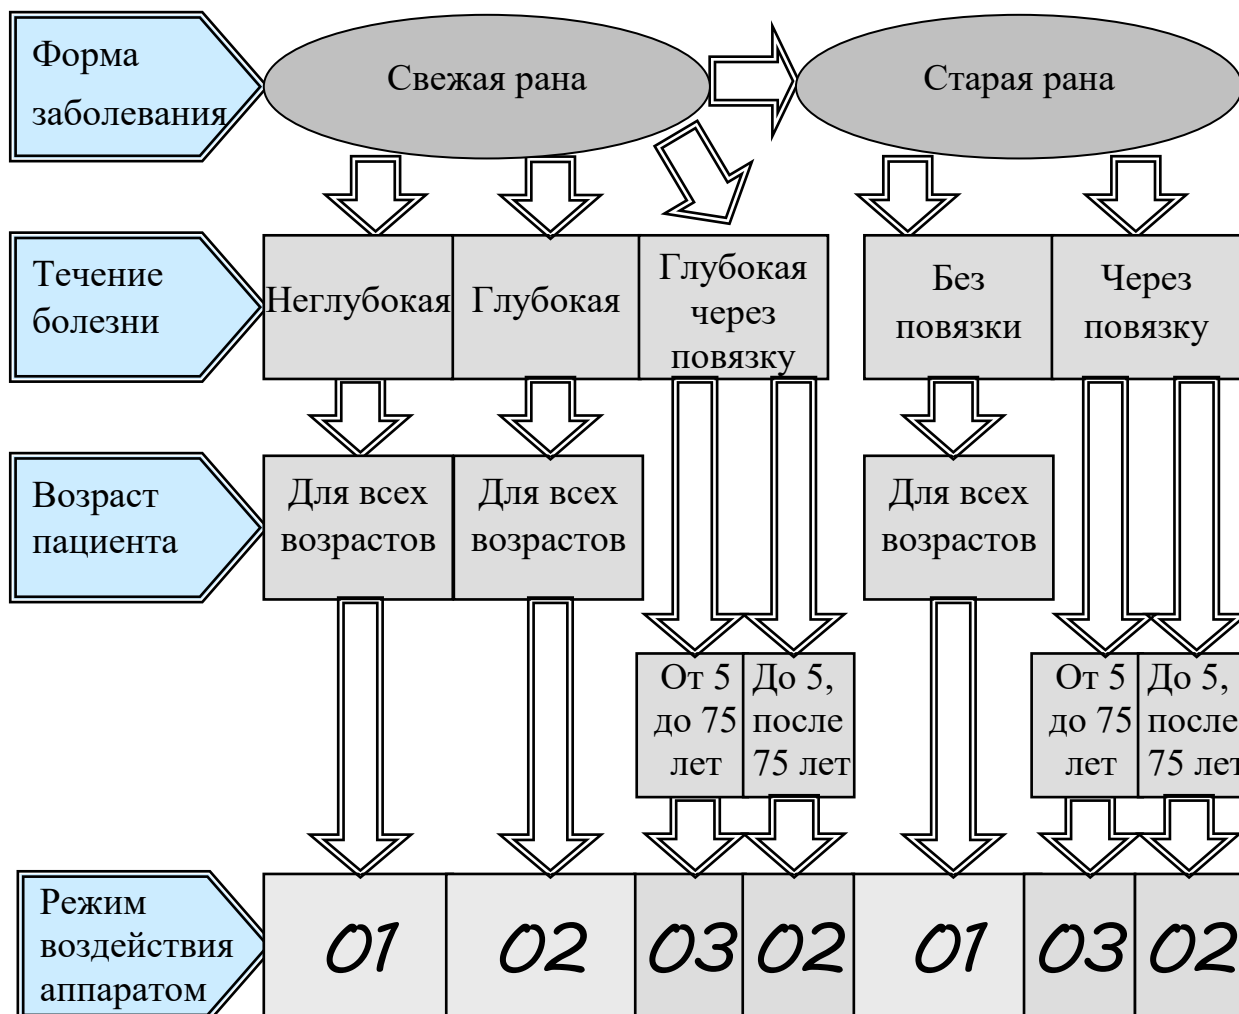 Форма
заболевания
Свежая рана
Старая рана
Течение
болезни
Неглубокая
Глубокая
Глубокая
через
повязку
Без
повязки
Через
повязку
Возраст
пациента
Для всех
возрастов
Для всех
возрастов
Для всех
возрастов
От 5
до 75
лет
До 5,
после
75 лет
От 5
до 75
лет
До 5,
после
75 лет
Режим
воздействия
аппаратом
01
02
03
02
01
03
02